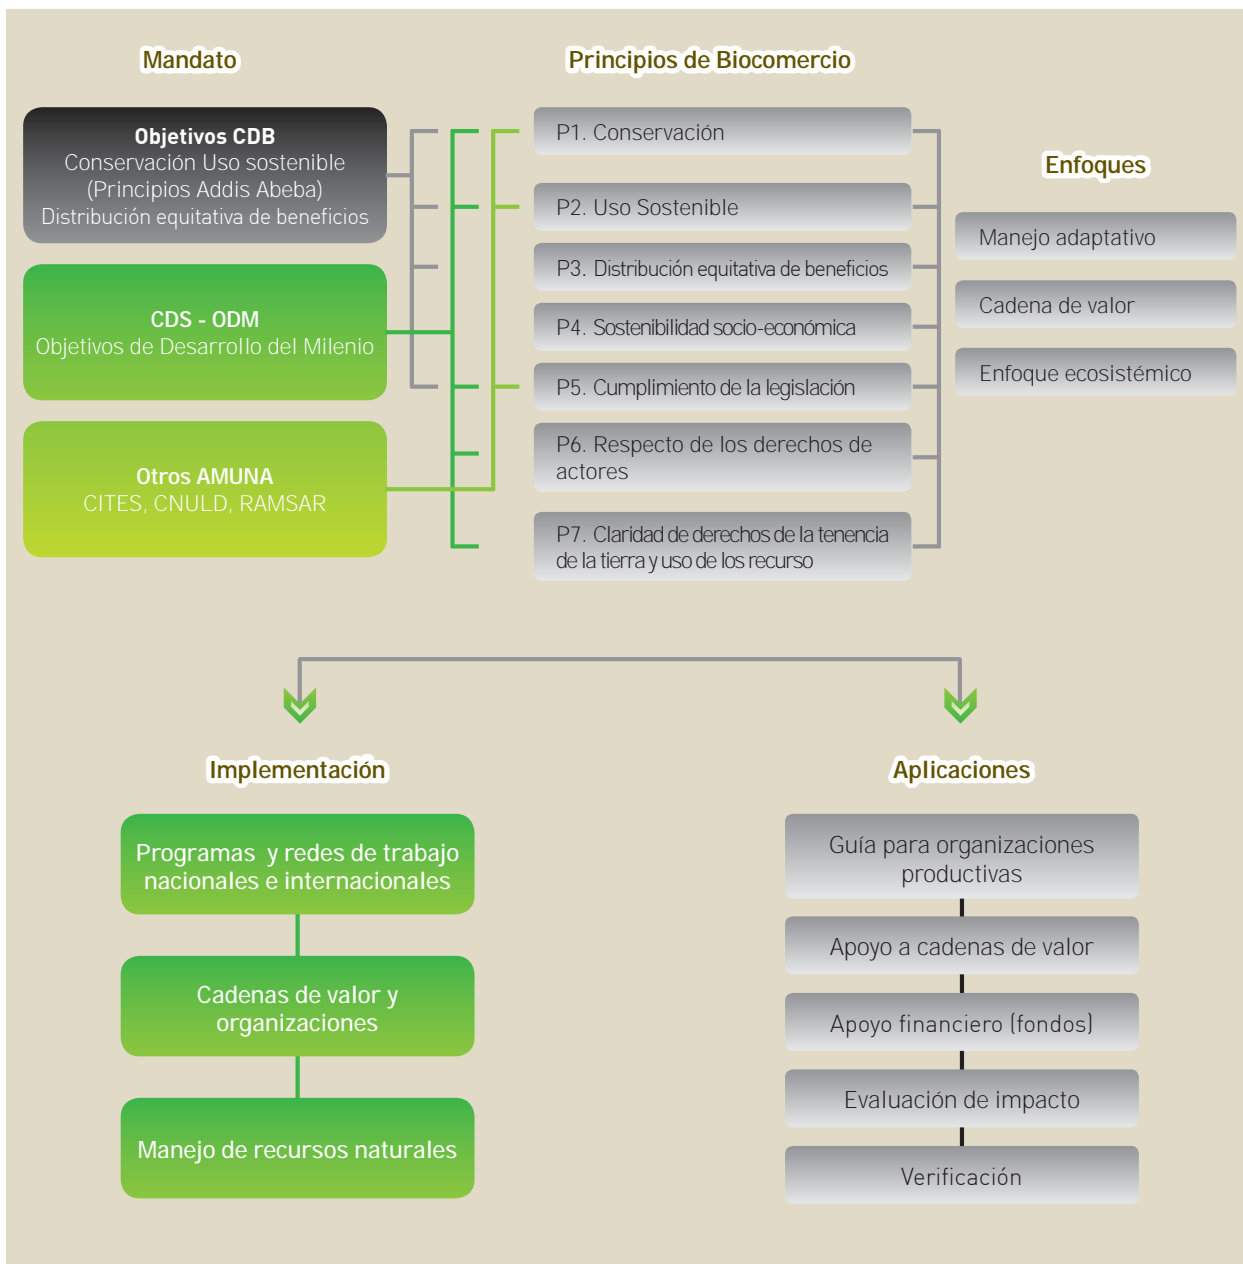 Mandato
Objetivos CDB
Conservación Uso sostenible
(Principios Addis Abeba)
Distribución equitativa de beneficios
CDS - ODM
Objetivos de Desarrollo del Milenio
Otros AMUNA
CITES, CNULD, RAMSAR
Principios de Biocomercio
P1. Conservación
P2. Uso Sostenible
P3. Distribución equitativa de beneficios
P4. Sostenibilidad socio-económica
P5. Cumplimiento de la legislación
P6. Respecto de los derechos de
actores
P7. Claridad de derechos de la tenencia
de la tierra y uso de los recurso
Enfoques
Manejo adaptativo
Cadena de valor
Enfoque ecosistémico
Implementación
Programas y redes de trabajo
nacionales e internacionales
Cadenas de valor y
organizaciones
Manejo de recursos naturales
Aplicaciones
Guía para organizaciones
productivas
Apoyo a cadenas de valor
Apoyo financiero (fondos)
Evaluación de impacto
Verificación